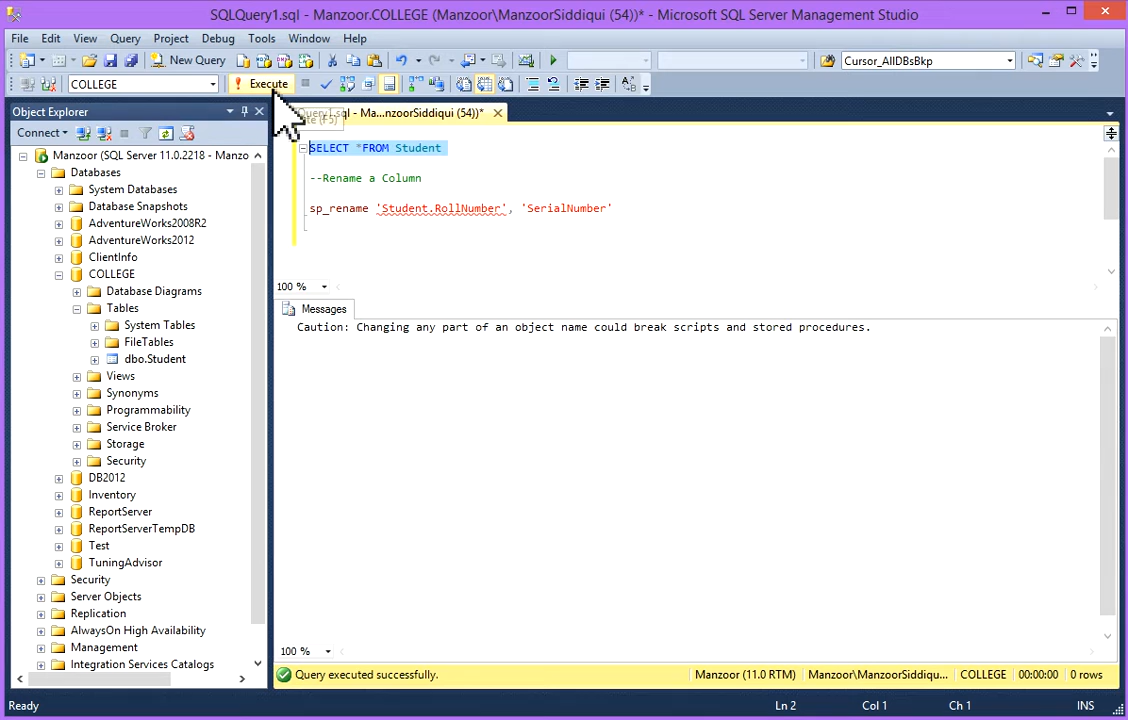 SQLQuery1.sql - Manzoor.COLLEGE (Manzoor\ManzoorSiddiqui (54))* - Microsoft SQL Server Management Studio
File Edit View Query Project Debug Tools Window Help
New Query
Cursor_AllDBsBkp
COLLEGE
Execute
Object Explorer
Query1.sql - Ma...nzoorSiddiqui (54))*
(F5)
Connect
SELECT *FROM Student
Manzoor (SQL Server 11.0.2218 - Manzo
Databases
--Rename a Column
System Databases
Database Snapshots
sp_rename 'Student.RollNumber', 'SerialNumber'
AdventureWorks2008R2
AdventureWorks2012
ClientInfo
COLLEGE
100 %
Database Diagrams
Tables
Messages
System Tables
Caution: Changing any part of an object name could break scripts and stored procedures.
FileTables
dbo.Student
Views
Synonyms
Programmability
Service Broker
Storage
Security
DB2012
Inventory
ReportServer
ReportServerTempDB
Test
TuningAdvisor
Security
Server Objects
Replication
AlwaysOn High Availability
Management
100 %
Integration Services Catalogs
Query executed successfully.
Manzoor (11.0 RTM)
Manzoor\ManzoorSiddiqu...
COLLEGE
00:00:00
0 rows
Ready
Ln 2
Col 1
Ch 1
INS